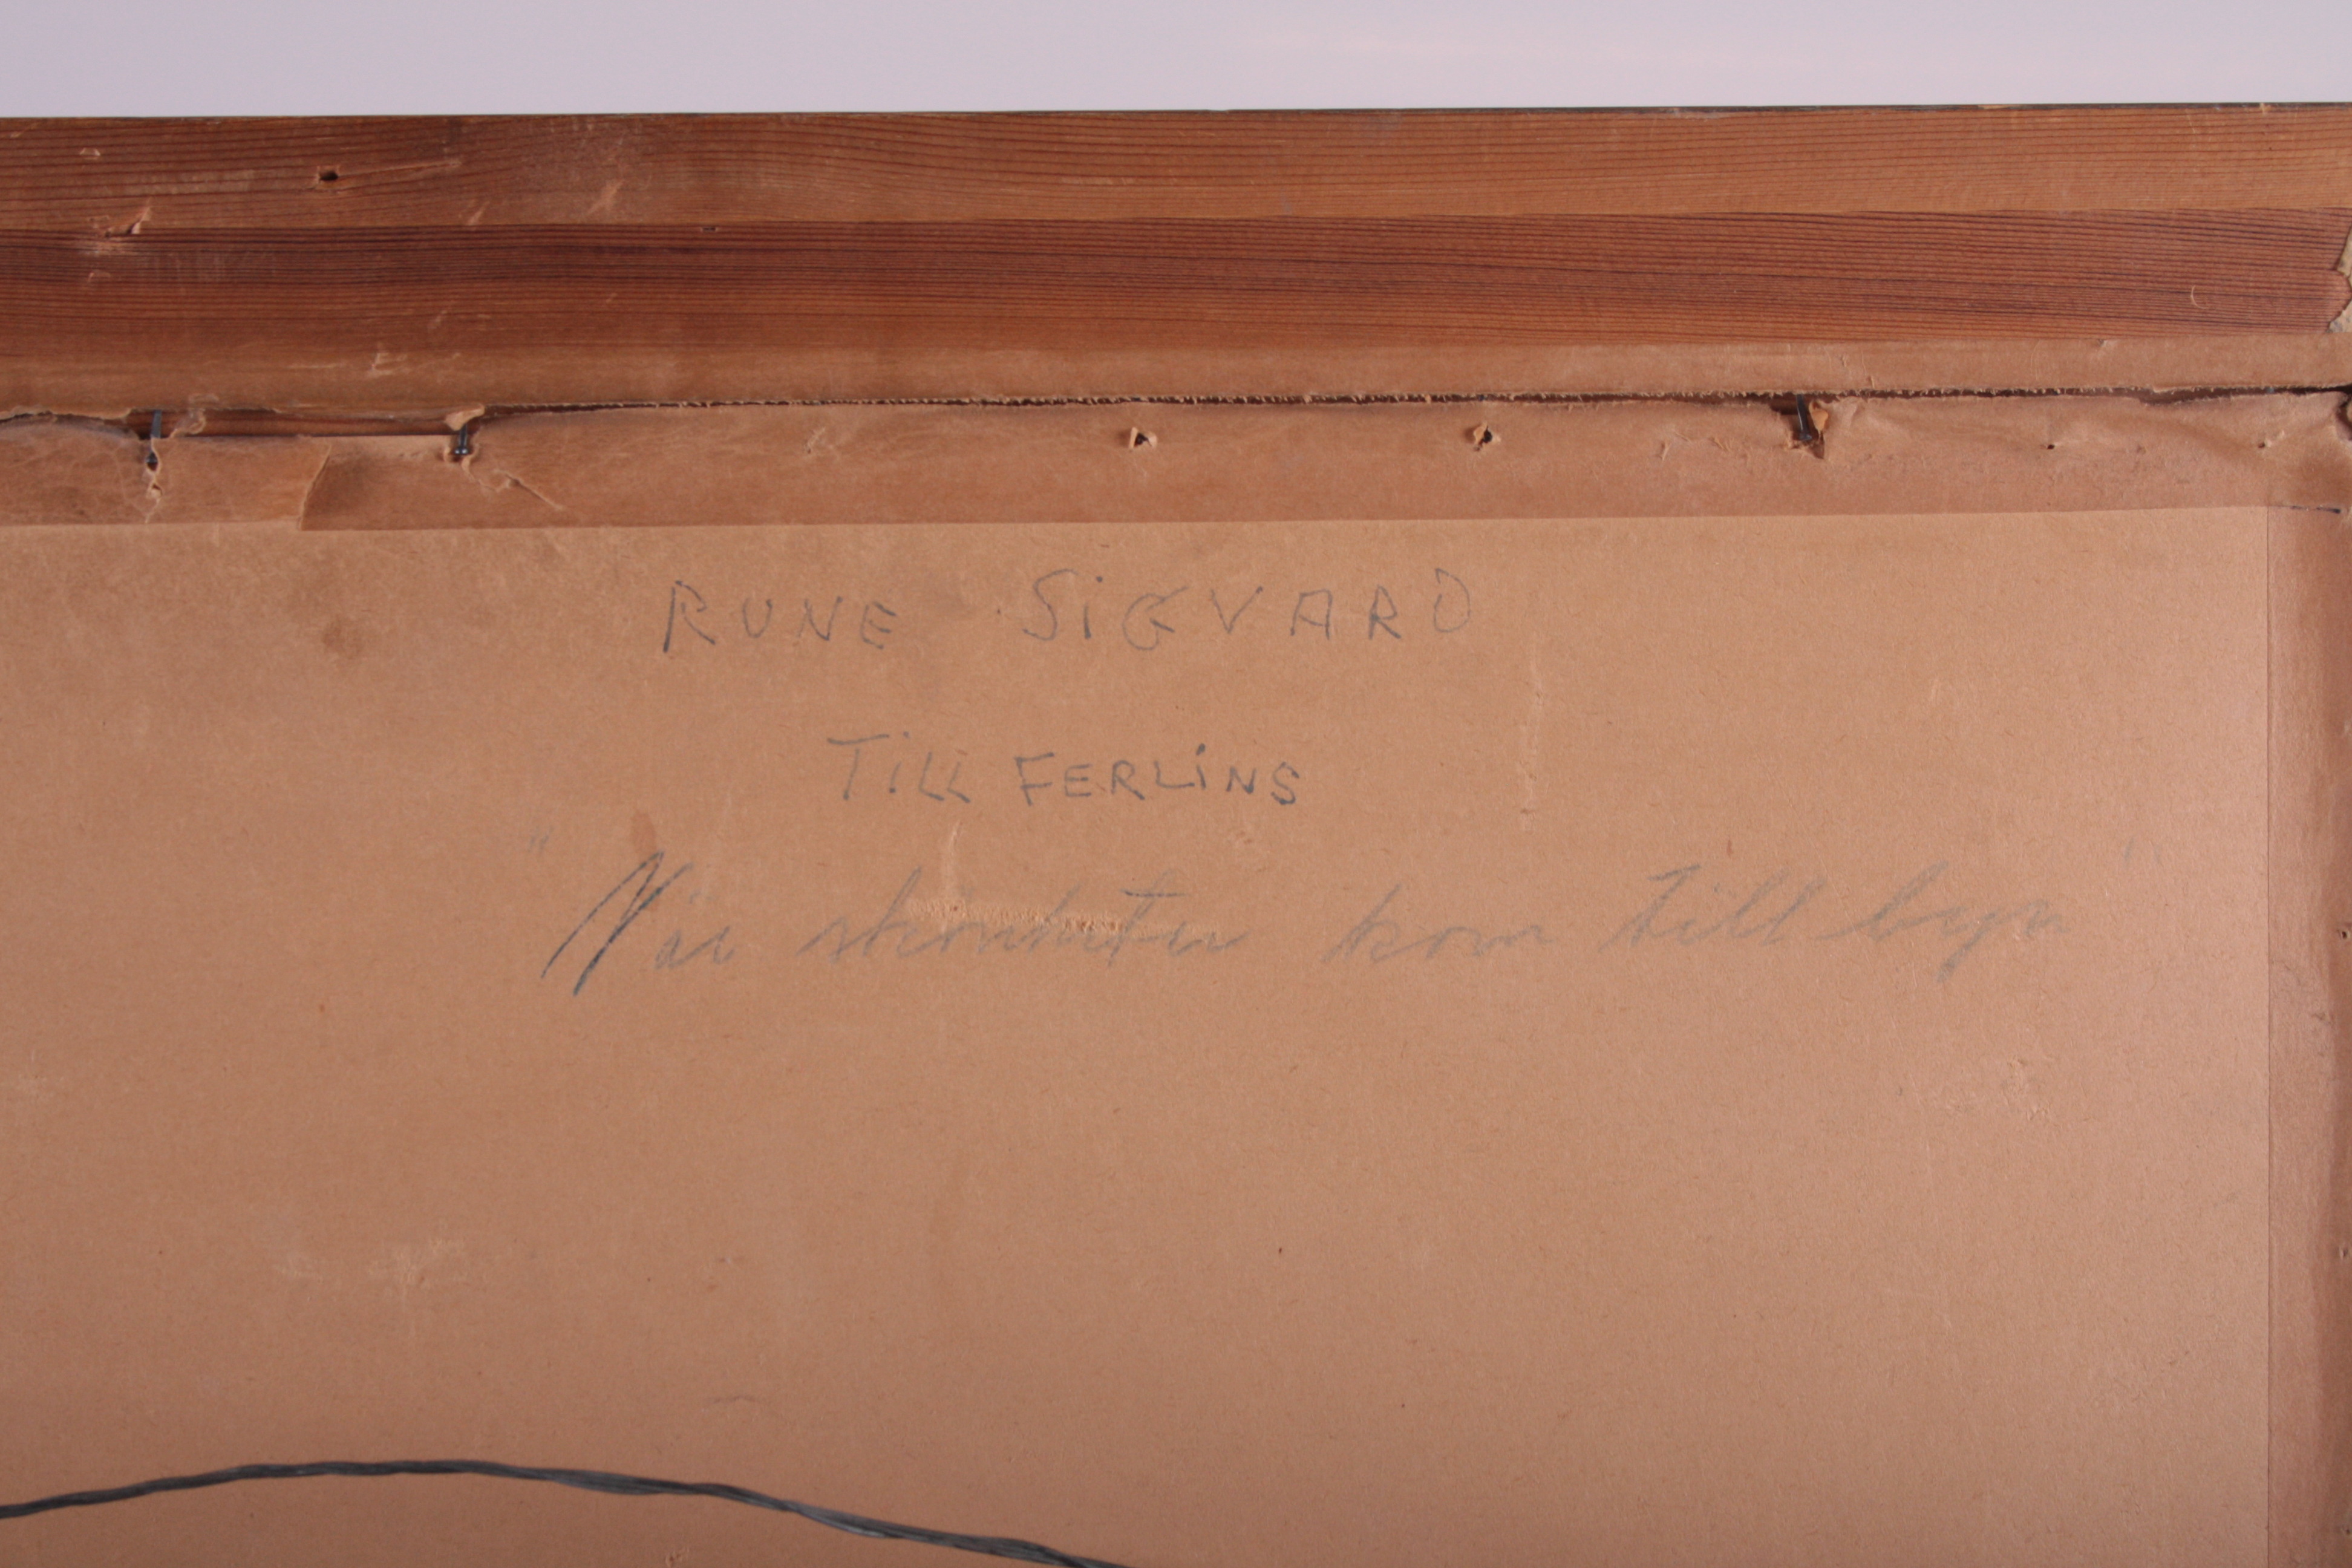 RUNE SiGVARD
TiLL FERLiNS
"När skönheten kom till byn"